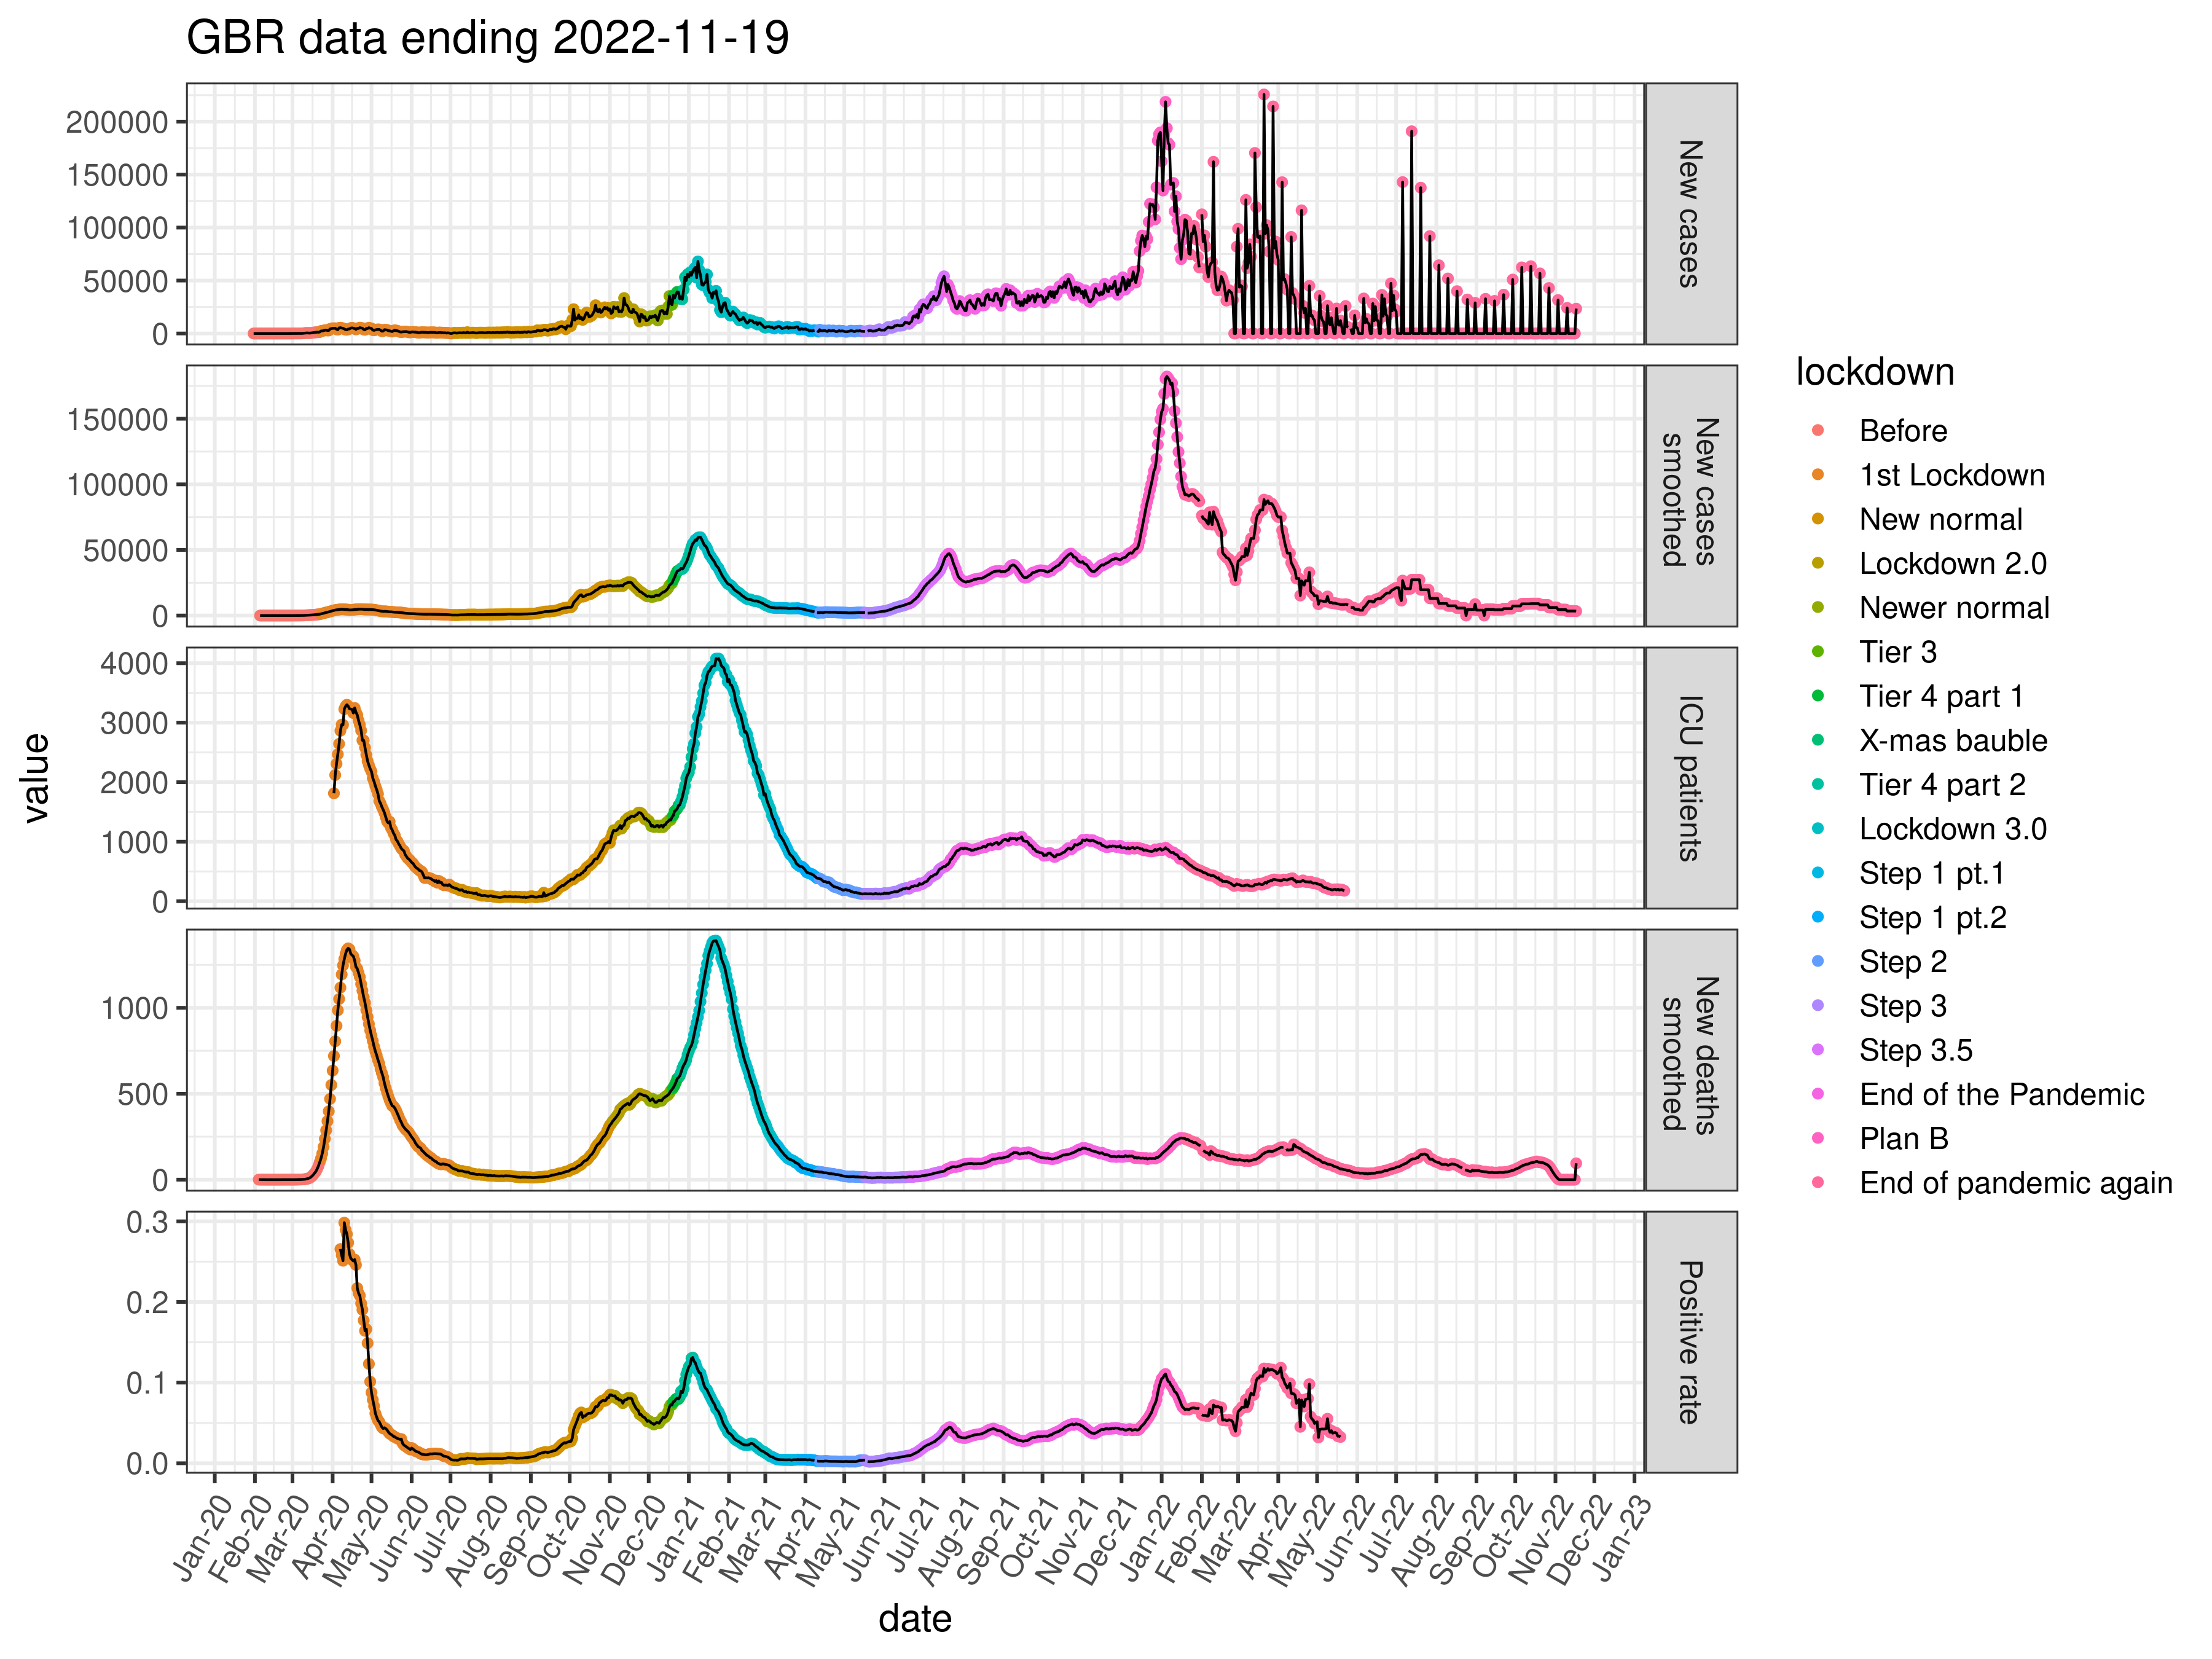 GBR data ending 2022-11-19
200000
150000
100000
50000
0
New cases
150000
100000
50000
0
New cases
smoothed
4000
3000
2000
1000
0
ICU patients
1000
500
0
New deaths
smoothed
0.3
0.2
0.1
0.0
Positive rate
value
Jan-20
Feb-20
Mar-20
Apr-20
May-20
Jun-20
Jul-20
Aug-20
Sep-20
Oct-20
Nov-20
Dec-20
Jan-21
Feb-21
Mar-21
Apr-21
May-21
Jun-21
Jul-21
Aug-21
Sep-21
Oct-21
Nov-21
Dec-21
Jan-22
Feb-22
Mar-22
Apr-22
May-22
Jun-22
Jul-22
Aug-22
Sep-22
Oct-22
Nov-22
Dec-22
Jan-23
date
lockdown
Before
1st Lockdown
New normal
Lockdown 2.0
Newer normal
Tier 3
Tier 4 part 1
X-mas bauble
Tier 4 part 2
Lockdown 3.0
Step 1 pt.1
Step 1 pt.2
Step 2
Step 3
Step 3.5
End of the Pandemic
Plan B
End of pandemic again